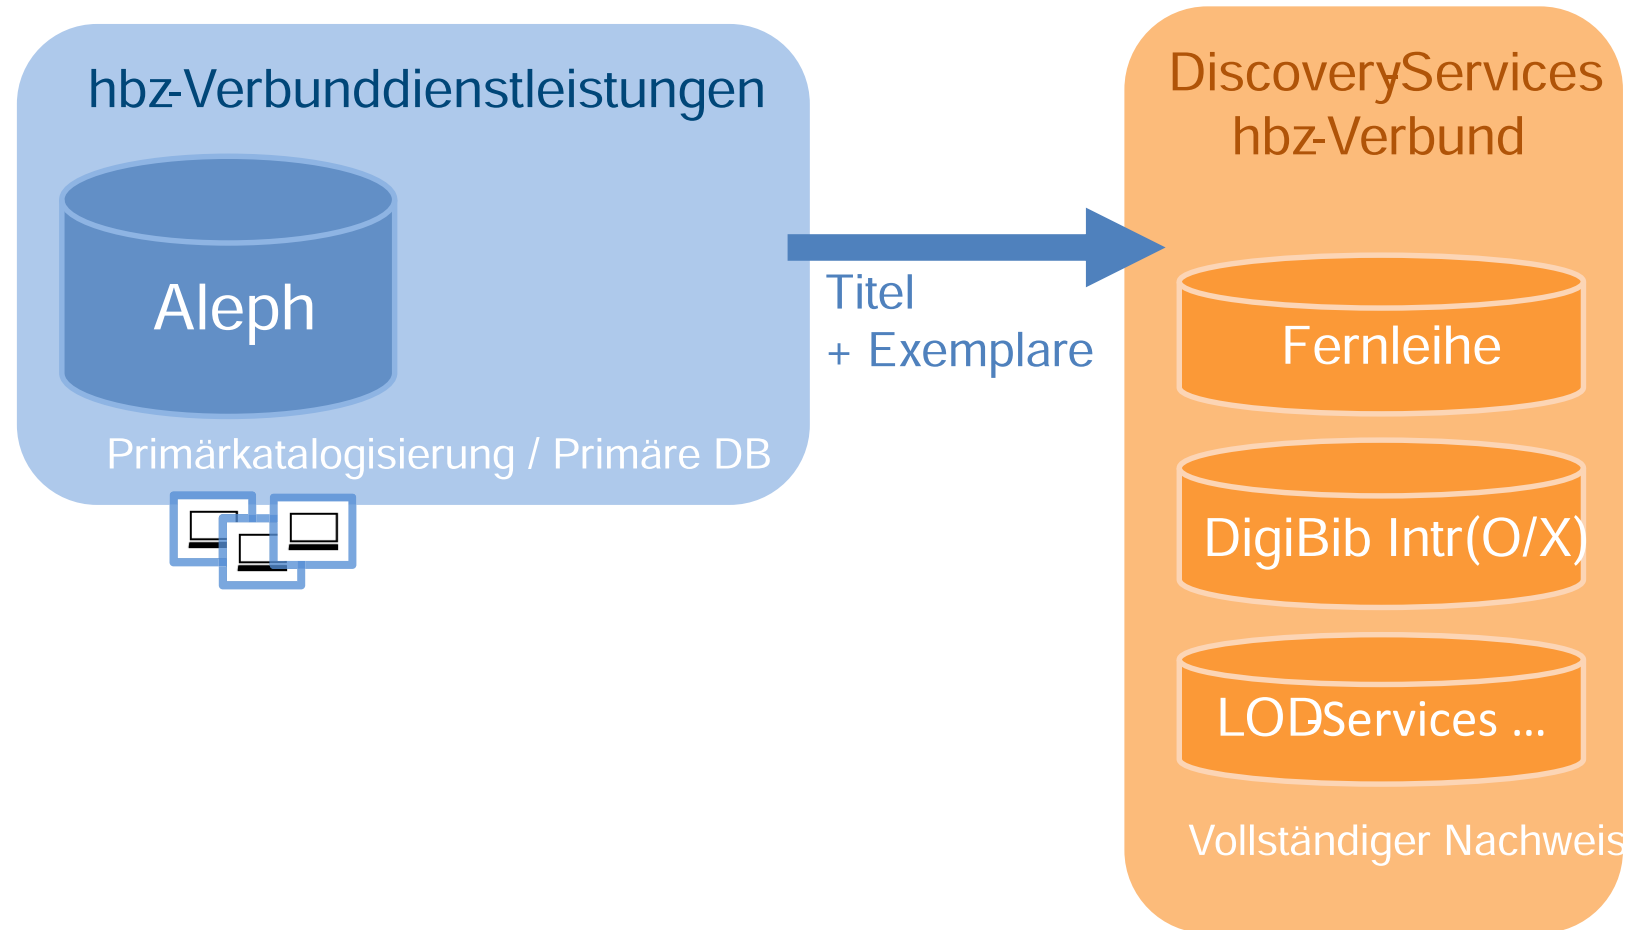 hbz-Verbunddienstleistungen
Aleph
Primärkatalogisierung / Primäre DB
Titel
+ Exemplare
Discovery-Services
hbz-Verbund
Fernleihe
DigiBib Intr(O/X)
LOD-Services ...
Vollständiger Nachweis